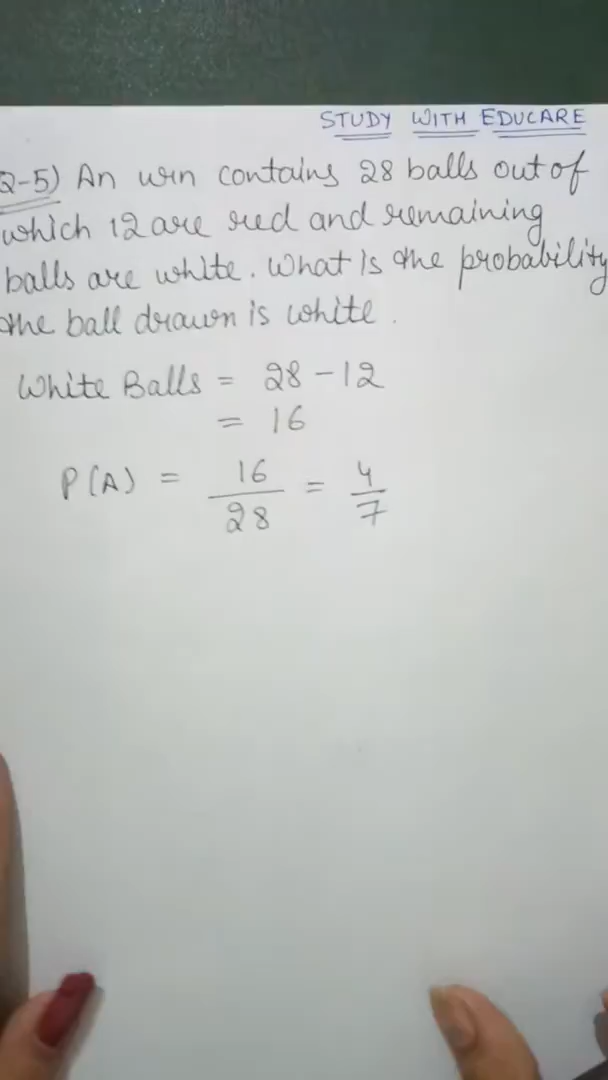 STUDY WITH EDUCARE
Q-5) An urn contains 28 balls out of
which 12 are red and remaining
balls are white. What is the probability
the ball drawn is white.
White Balls = 28 - 12
= 16
P(A) = 16/28 = 4/7